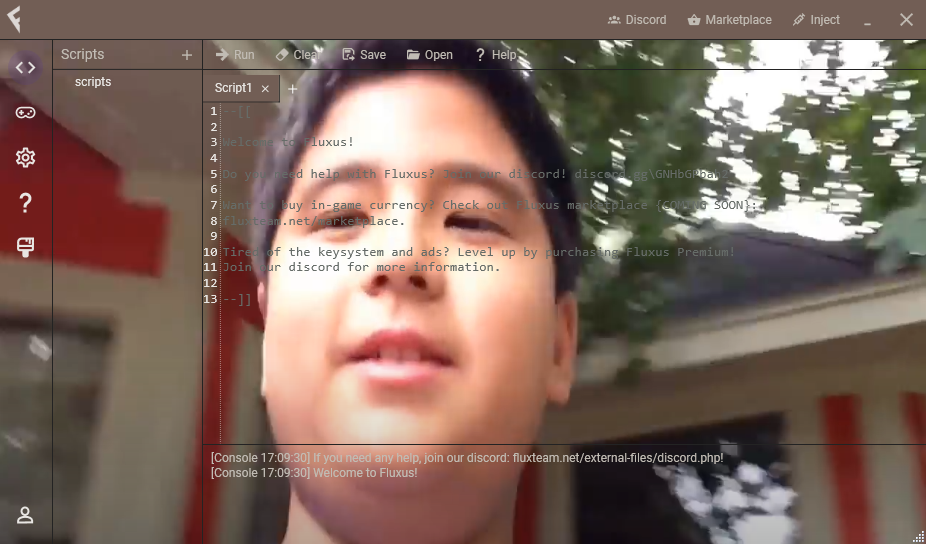 Discord
Marketplace
Inject
Scripts
scripts
Run
Clear
Save
Open
Help
Script1
1 --[[
2
3 Welcome to Fluxus!
4
5 Do you need help with Fluxus? Join our discord!
6
7 Want to buy in-game currency? Check our Fluxus marketplace {COMING SOON}:
8 fluxteam.net/marketplace.
9
10 Tired of the keysystem and ads? Level up by purchasing Fluxus Premium!
11 Join our discord for more information.
12
13 --]]
[Console 17:09:30] If you need any help, join our discord: fluxteam.net/external-files/discord.php!
[Console 17:09:30] Welcome to Fluxus!